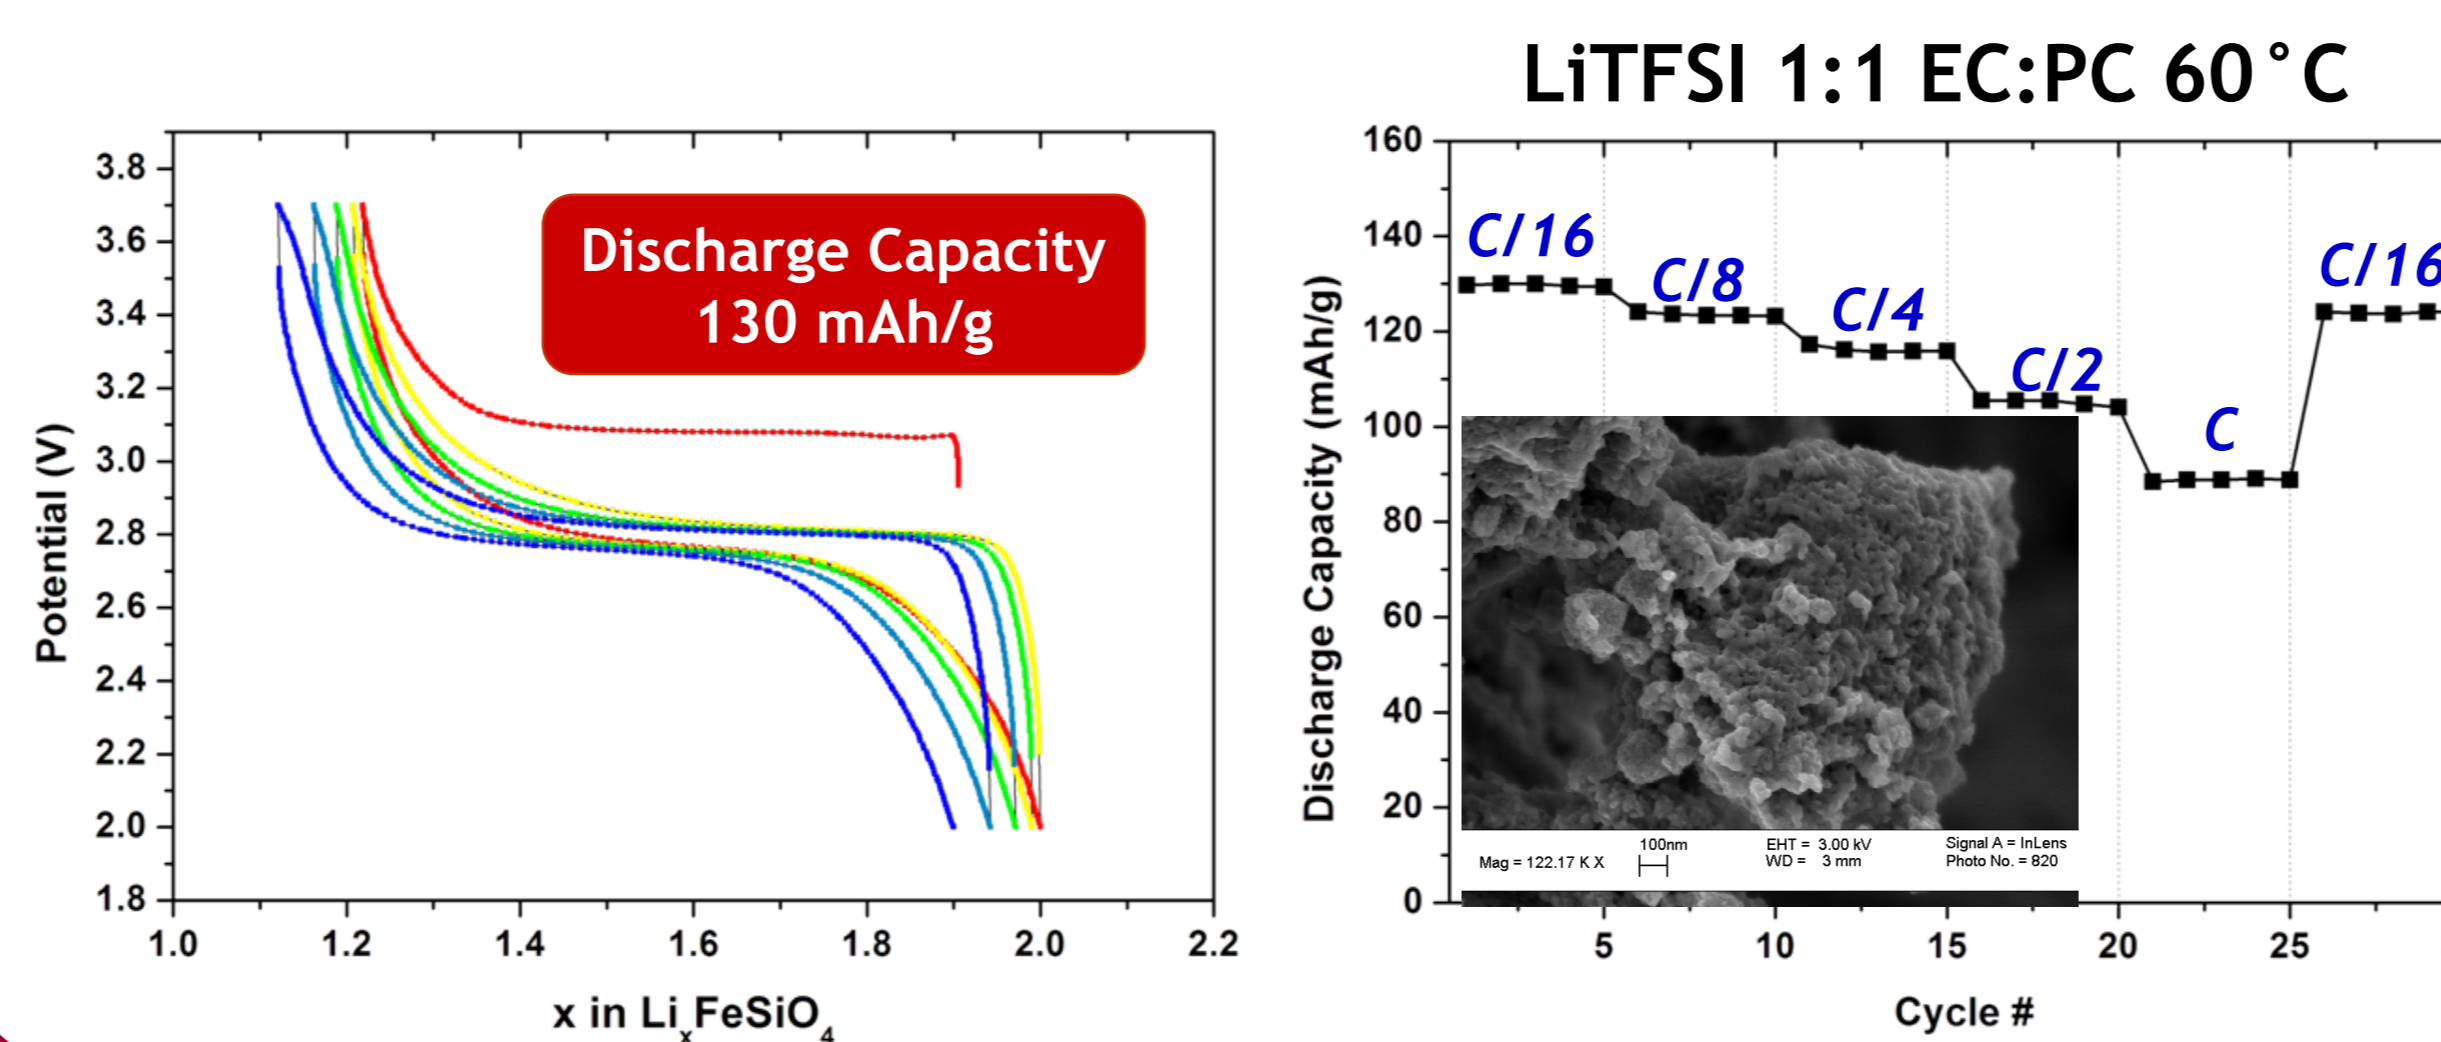 3.8
3.6
3.4
3.2
3.0
2.8
2.6
2.4
2.2
2.0
1.8
Potential (V)
Discharge Capacity
130 mAh/g
1.0 1.2 1.4 1.6 1.8 2.0 2.2
x in LiₓFeSiO₄
LiTFSI 1:1 EC:PC 60°C
160
140
120
100
80
60
40
20
0
Discharge Capacity (mAh/g)
C/16
C/8
C/4
C/2
C
C/16
Mag = 122.17 K X
100nm
EHT = 3.00 kV
WD = 3 mm
Signal A = InLens
Photo No. = 820
5 10 15 20 25
Cycle #